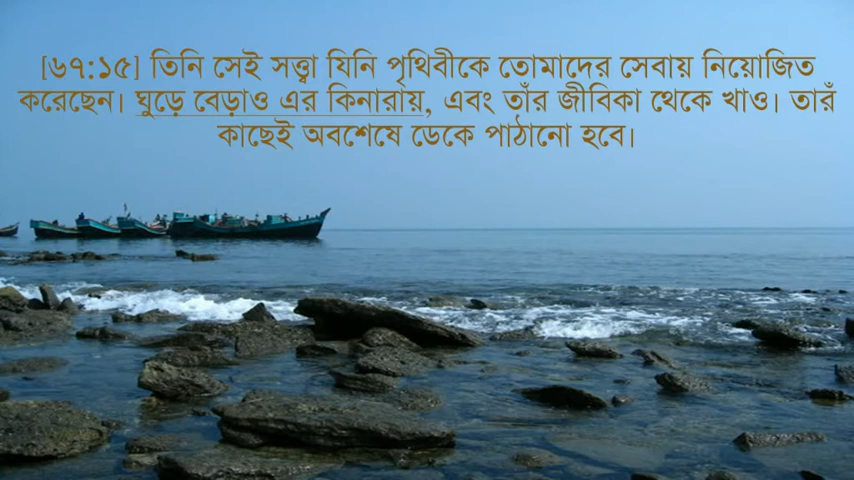 [৬৭:১৫] তিনি সেই সত্ত্বা যিনি পৃথিবীকে তোমাদের সেবায় নিয়োজিত
করেছেন। ঘুড়ে বেড়াও এর কিনারায়, এবং তাঁর জীবিকা থেকে খাও। তারঁ
কাছেই অবশেষে ডেকে পাঠানো হবে।